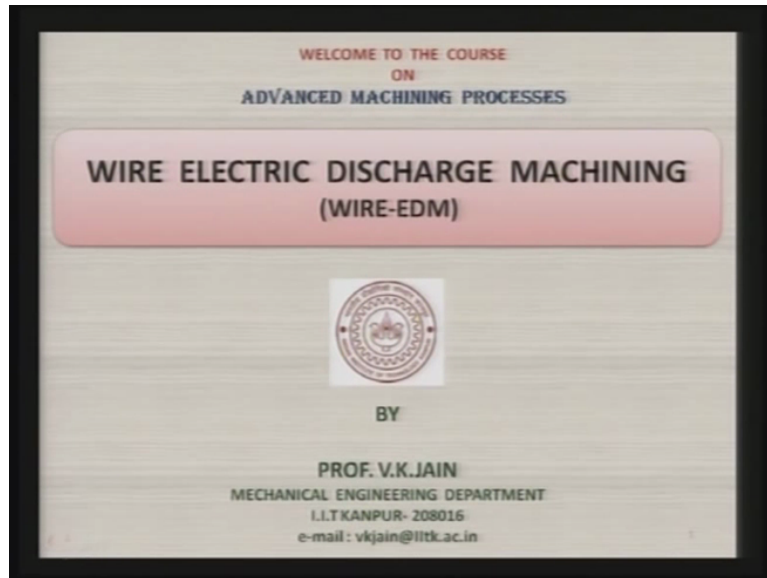 WELCOME TO THE COURSE
ON
ADVANCED MACHINING PROCESSES
WIRE ELECTRIC DISCHARGE MACHINING
(WIRE-EDM)
BY
PROF. V.K.JAIN
MECHANICAL ENGINEERING DEPARTMENT
I.I.T KANPUR- 208016
e-mail : vkjain@iitk.ac.in